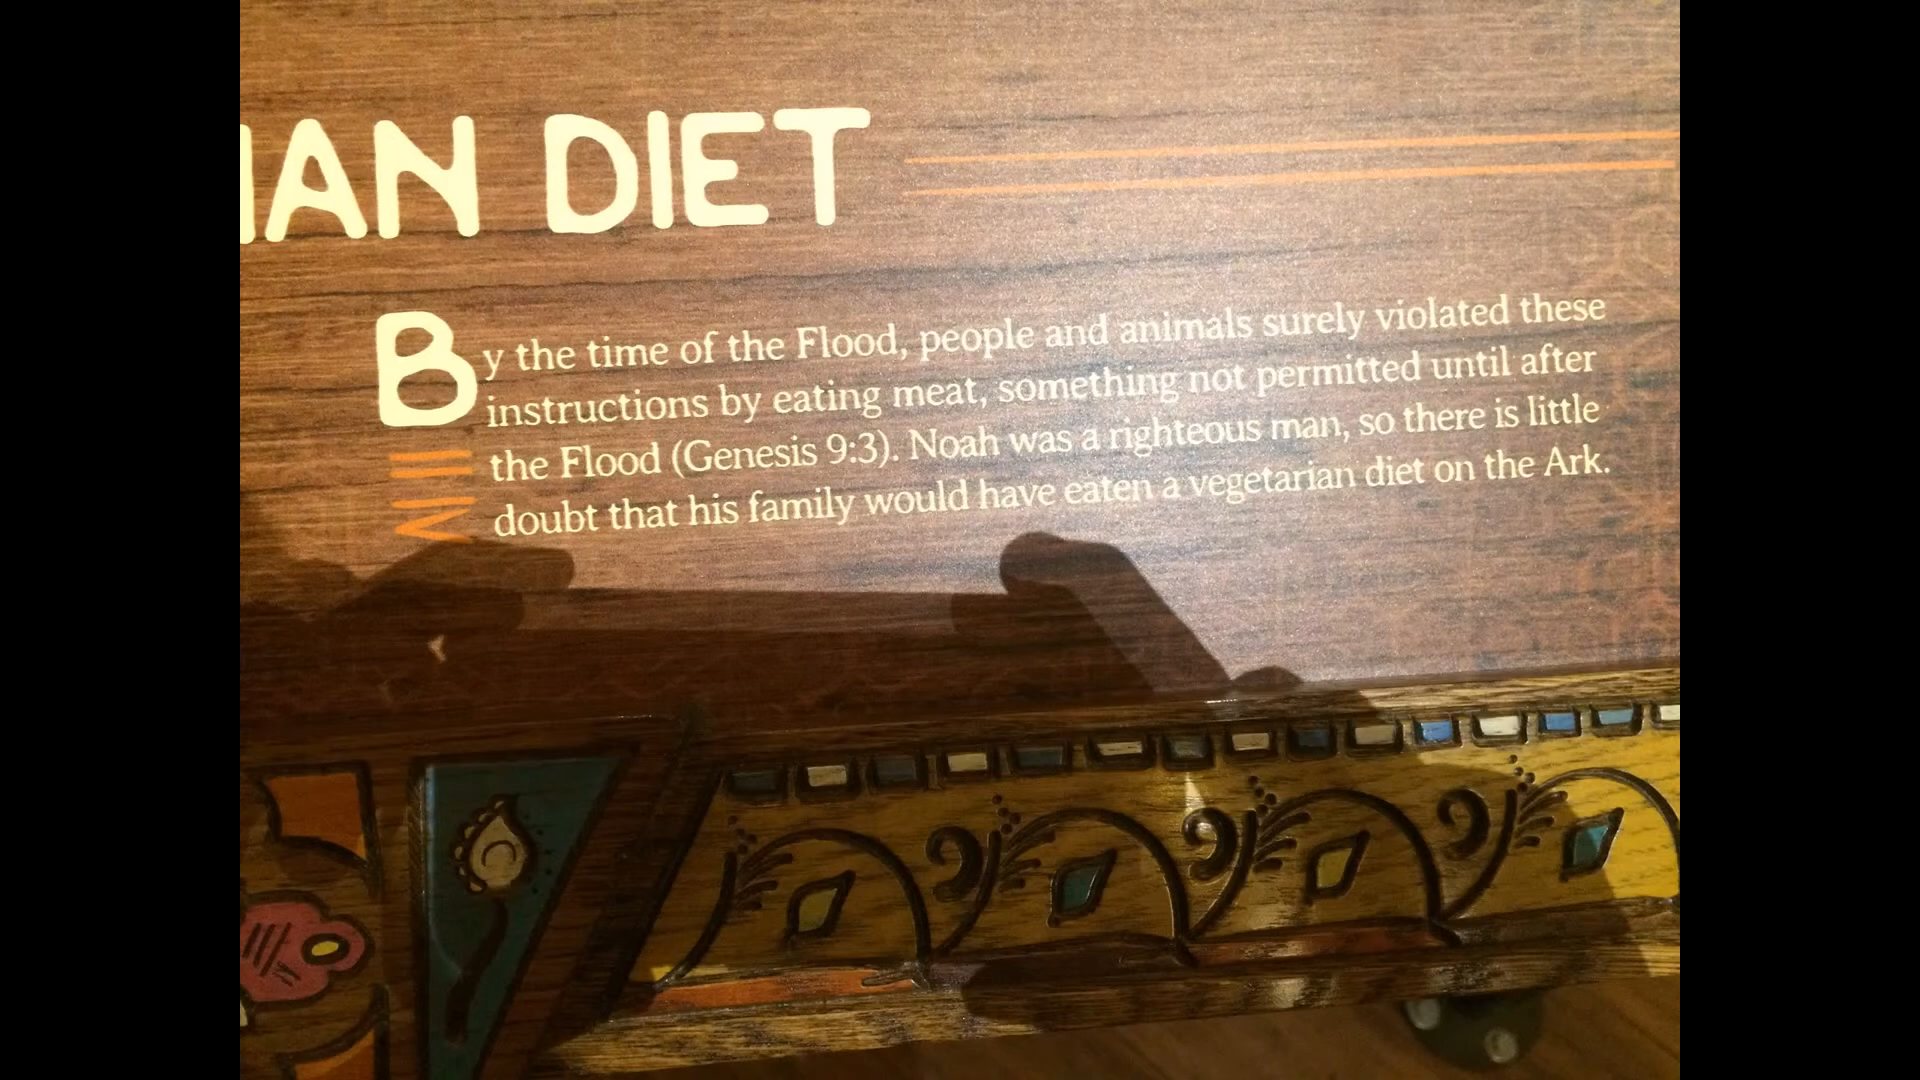 IAN DIET
By the time of the Flood, people and animals surely violated these
instructions by eating meat, something not permitted until after
the Flood (Genesis 9:3). Noah was a righteous man, so there is little
doubt that his family would have eaten a vegetarian diet on the Ark.